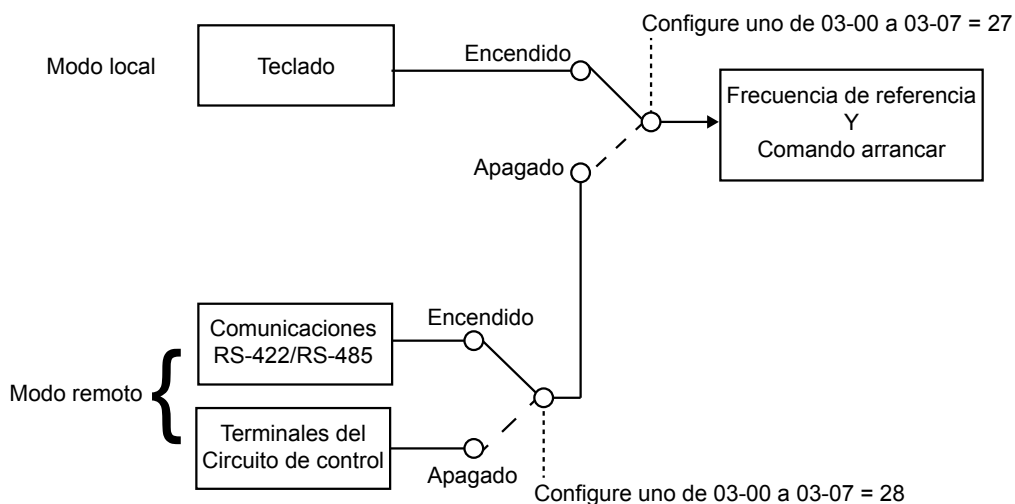 Configure uno de 03-00 a 03-07 = 27
Modo local
Teclado
Encendido
Frecuencia de referencia
Y
Comando arrancar
Apagado
Comunicaciones
RS-422/RS-485
Encendido
Modo remoto
Terminales del
Circuito de control
Apagado
Configure uno de 03-00 a 03-07 = 28